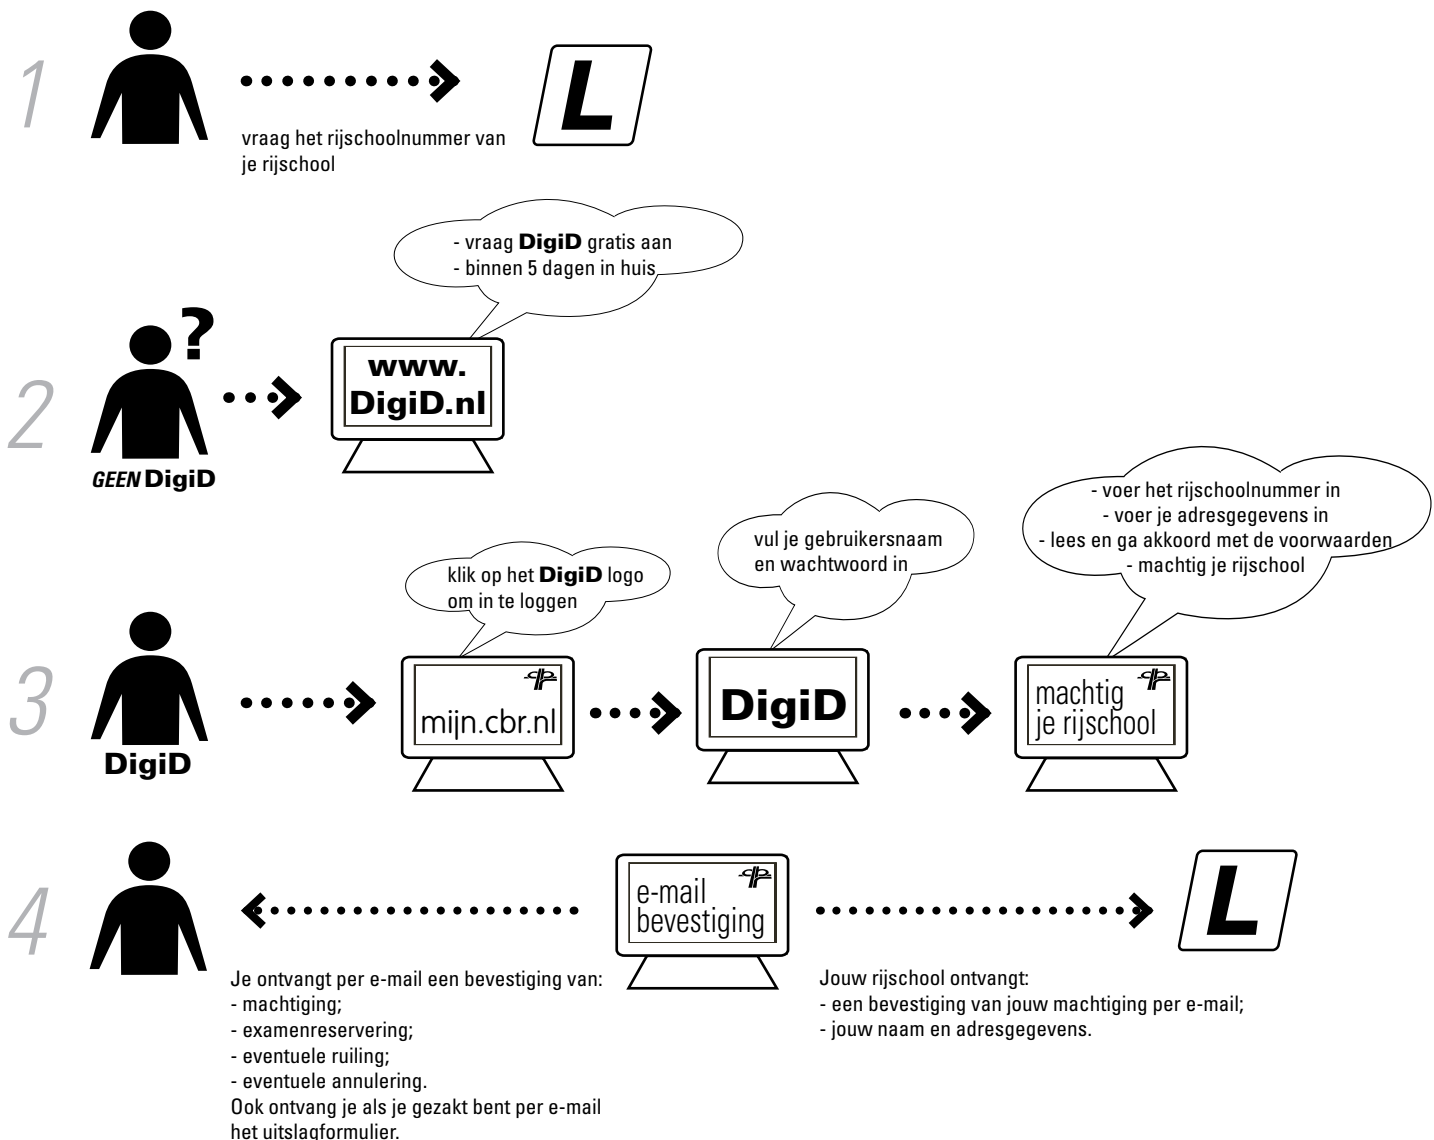 1
L
vraag het rijschoolnummer van
je rijschool
- vraag DigiD gratis aan
- binnen 5 dagen in huis
2
?
GEEN DigiD
www.
DigiD.nl
3
DigiD
klik op het DigiD logo
om in te loggen
mijn.cbr.nl
vul je gebruikersnaam
en wachtwoord in
DigiD
- voer het rijschoolnummer in
- voer je adresgegevens in
- lees en ga akkoord met de voorwaarden
- machtig je rijschool
machtig
je rijschool
4
e-mail
bevestiging
L
Je ontvangt per e-mail een bevestiging van:
- machtiging;
- examenreservering;
- eventuele ruiling;
- eventuele annulering.
Ook ontvang je als je gezakt bent per e-mail
het uitslagformulier.
Jouw rijschool ontvangt:
- een bevestiging van jouw machtiging per e-mail;
- jouw naam en adresgegevens.